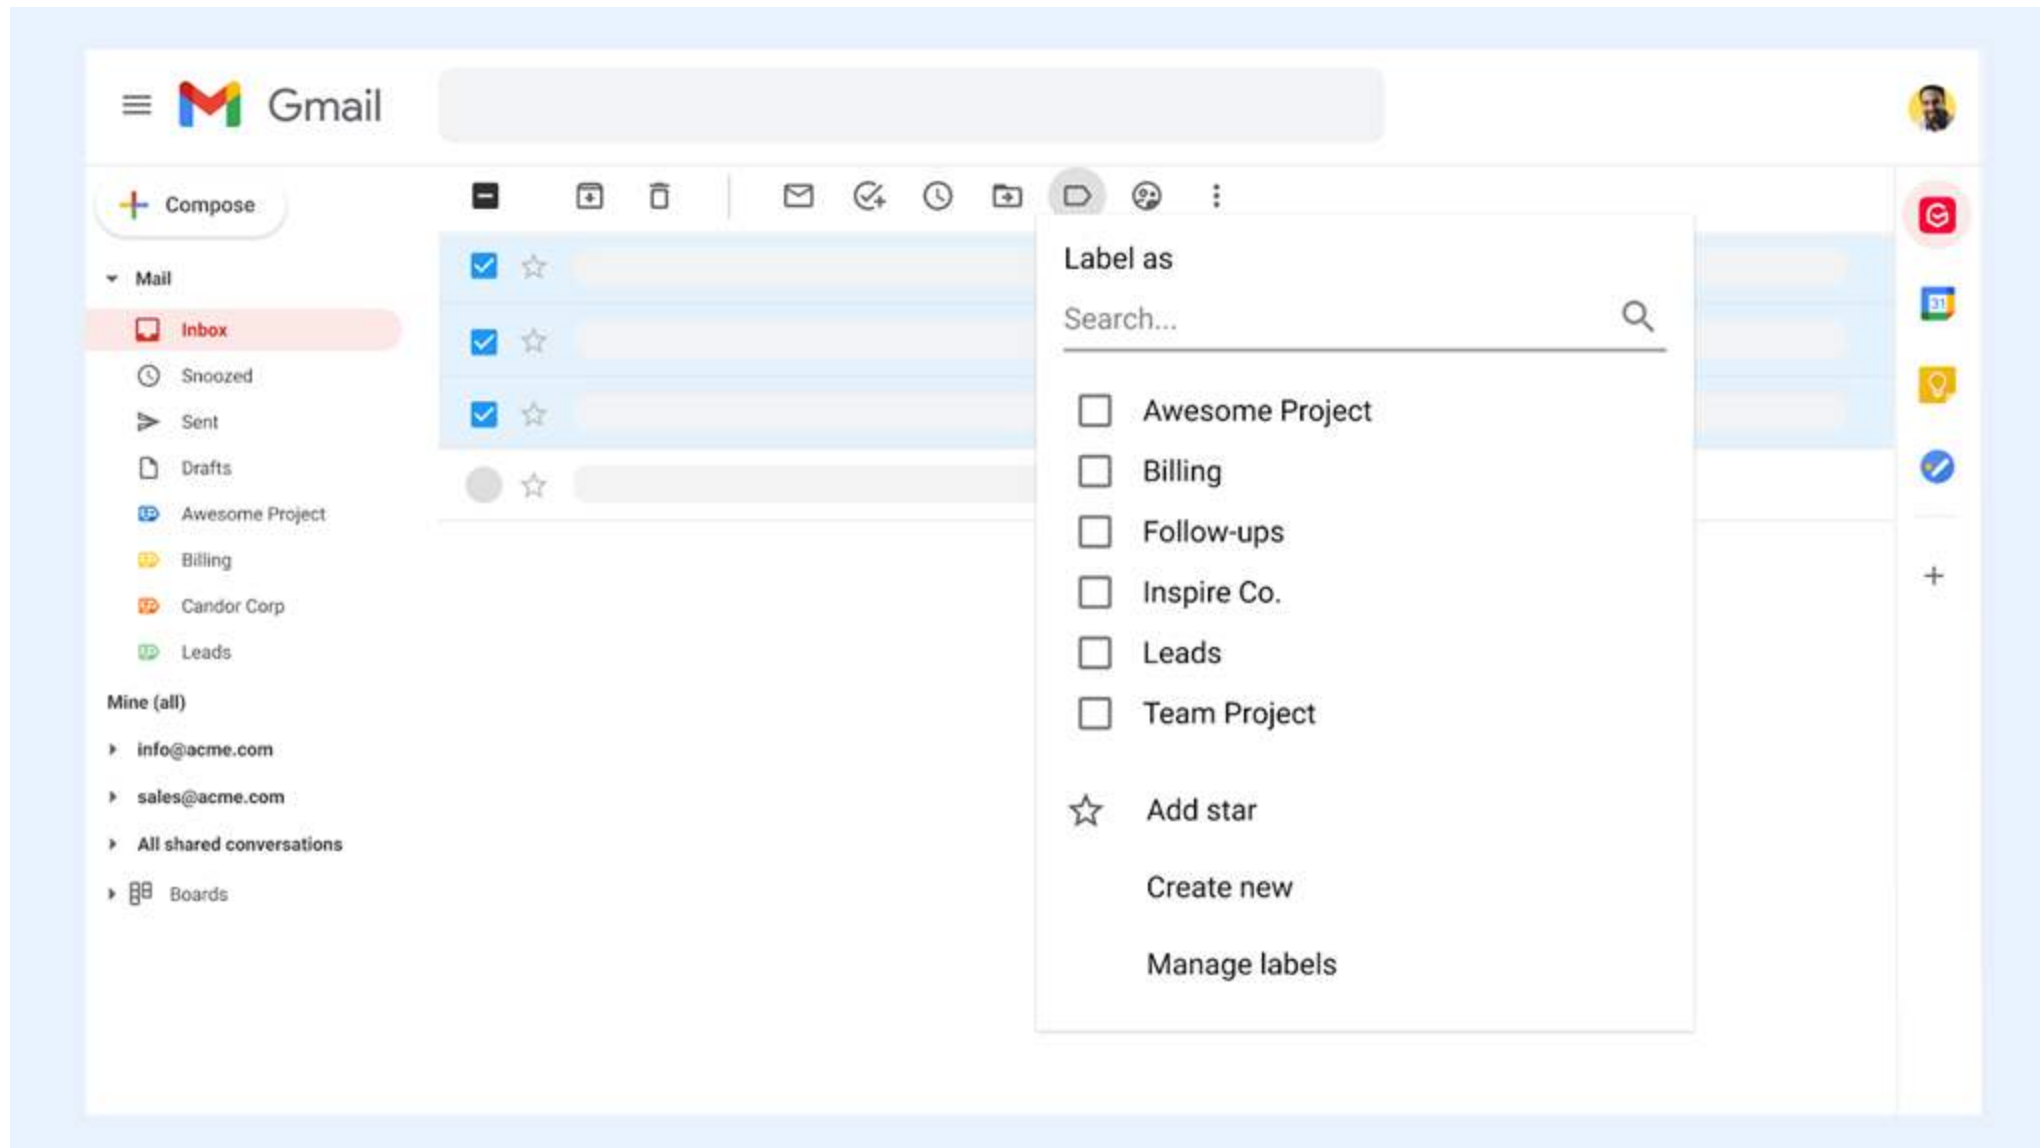 Gmail
Compose
Mail
Inbox
Snoozed
Sent
Drafts
Awesome Project
Billing
Candor Corp
Leads
Mine (all)
info@acme.com
sales@acme.com
All shared conversations
Boards
Label as
Search...
Awesome Project
Billing
Follow-ups
Inspire Co.
Leads
Team Project
Add star
Create new
Manage labels
31